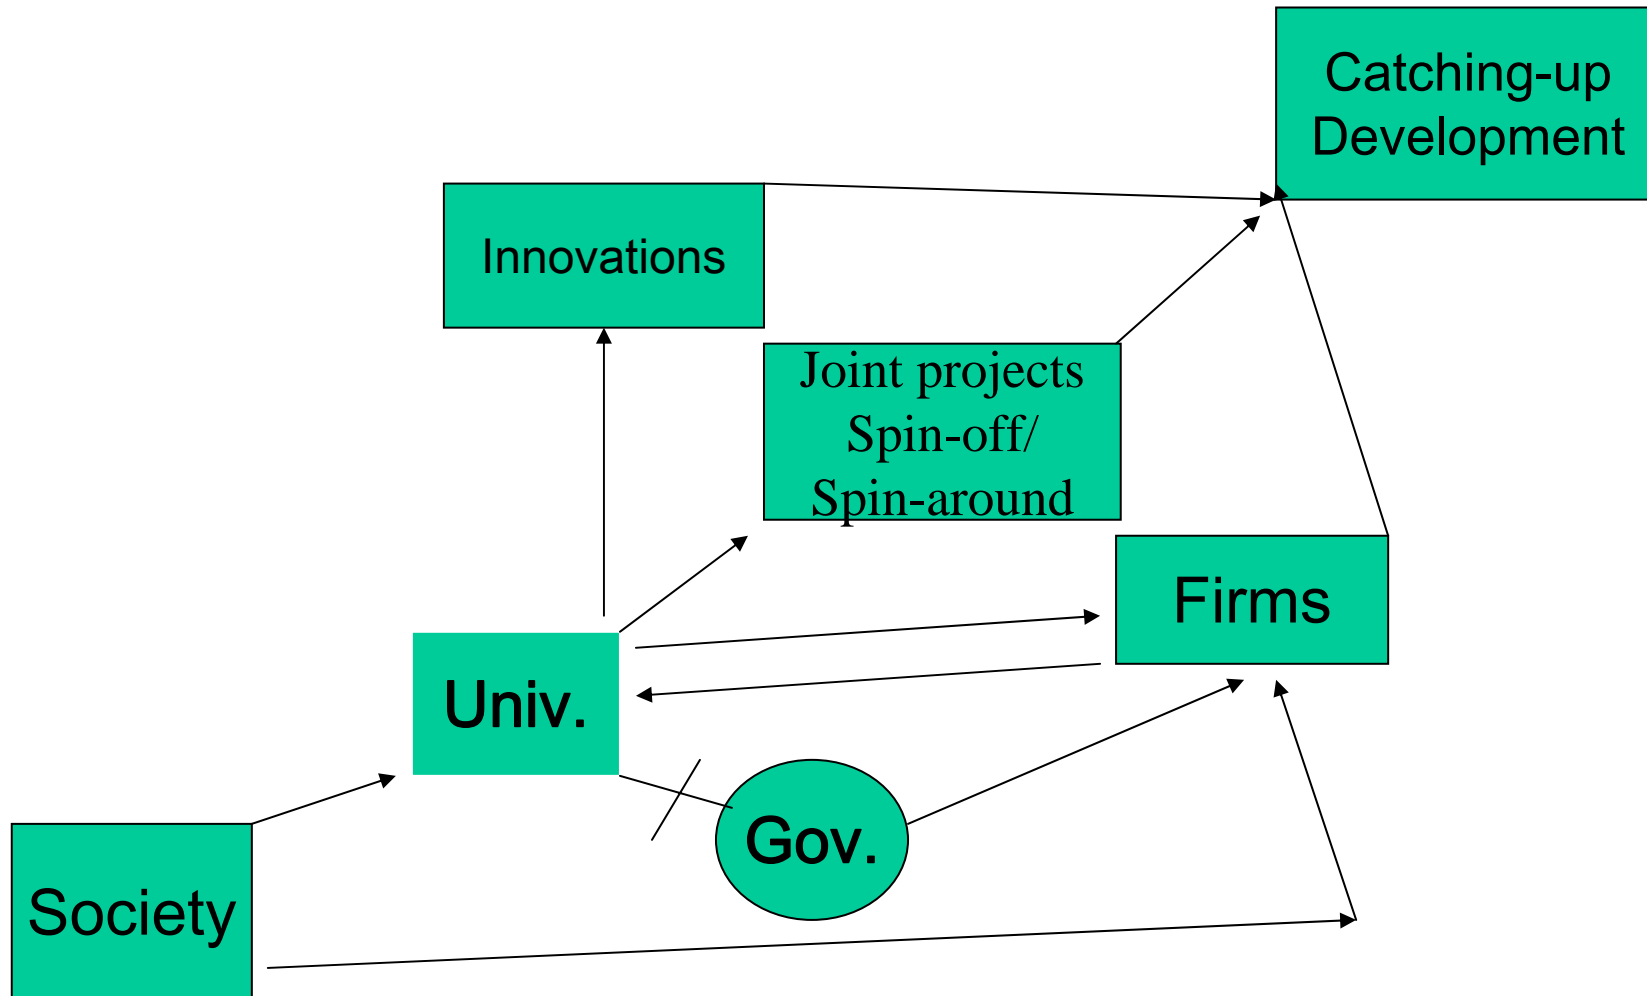 Catching-up
Development
Innovations
Joint projects
Spin-off/
Spin-around
Firms
Univ.
Gov.
Society